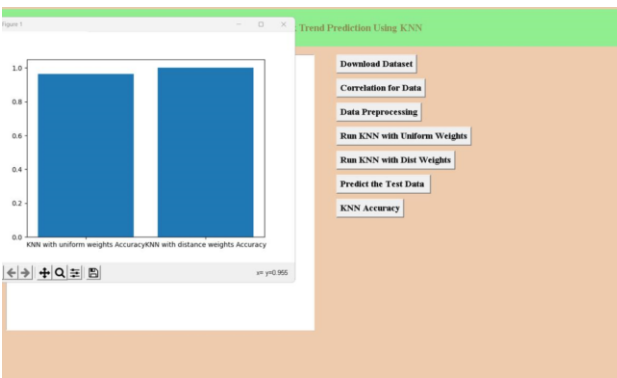 Figure 1
Trend Prediction Using KNN
1.0
0.8
0.6
0.4
0.2
0.0
KNN with uniform weights AccuracyKNN with distance weights Accuracy
x= y=0.955
Download Dataset
Correlation for Data
Data Preprocessing
Run KNN with Uniform Weights
Run KNN with Dist Weights
Predict the Test Data
KNN Accuracy